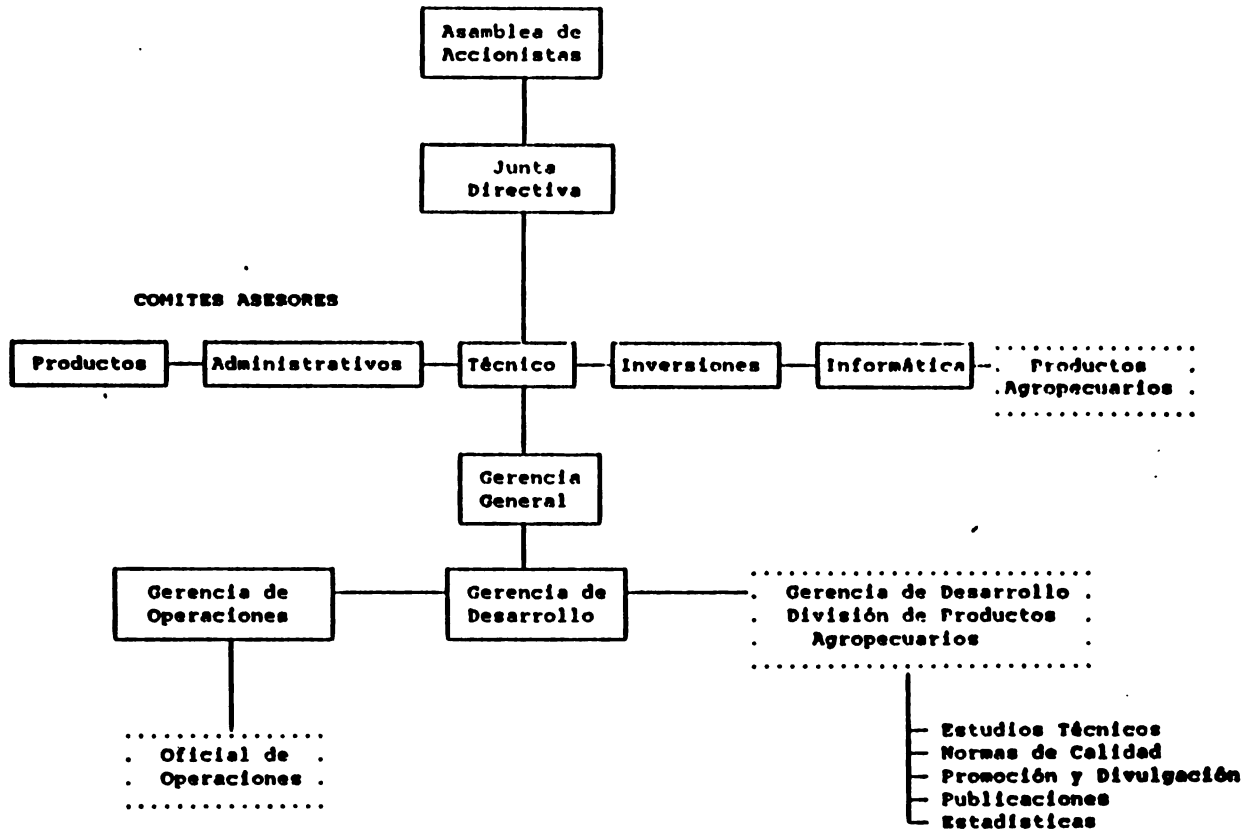 Asamblea de
Accionistas
Junta
Directiva
COMITES ASESORES
Productos
Administrativos
Técnico
Inversiones
Informática
Productos
Agropecuarios
Gerencia
General
Gerencia de
Operaciones
Gerencia de
Desarrollo
Gerencia de Desarrollo
División de Productos
Agropecuarios
Oficial de
Operaciones
Estudios Técnicos
Normas de Calidad
Promoción y Divulgación
Publicaciones
Estadísticas